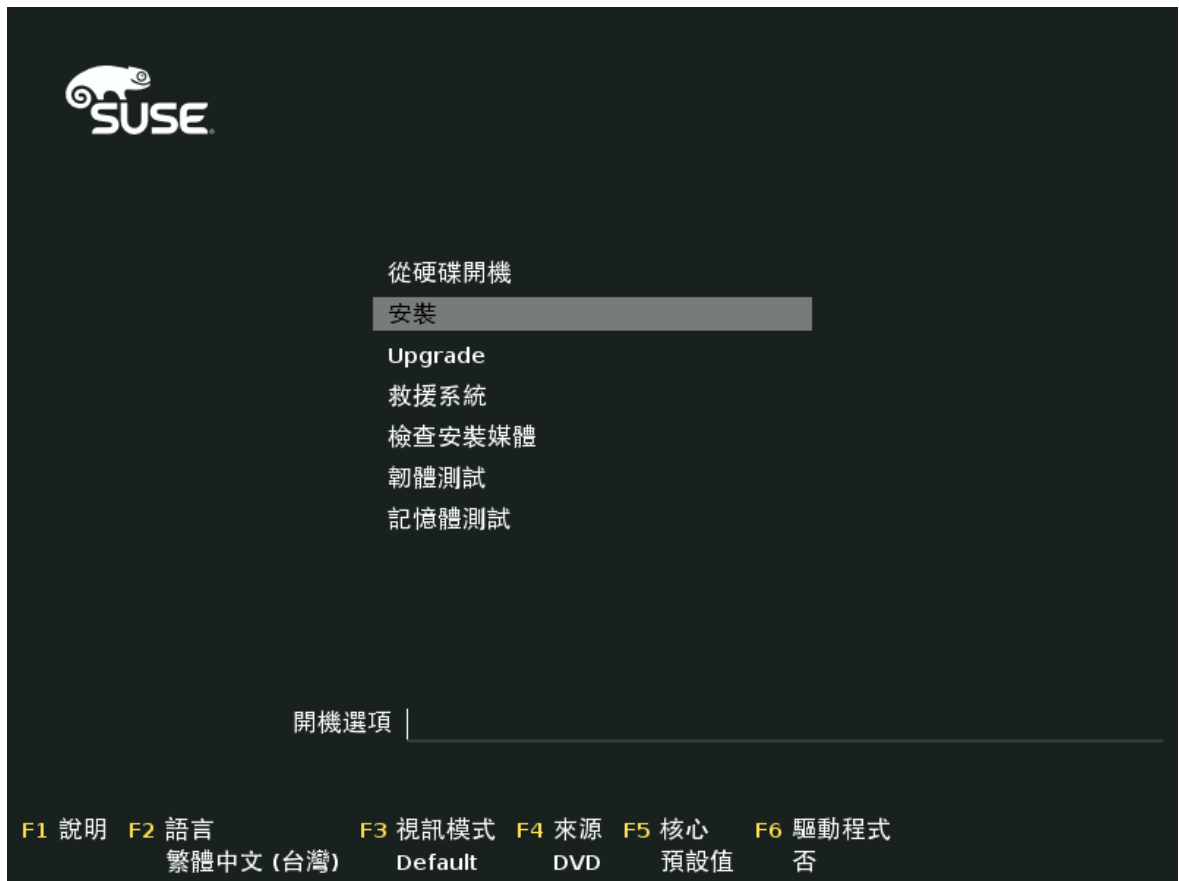 SUSE
從硬碟開機
安裝
Upgrade
救援系統
檢查安裝媒體
韌體測試
記憶體測試
開機選項
F1 說明 F2 語言 F3 視訊模式 F4 來源 F5 核心 F6 驅動程式
繁體中文 (台灣) Default DVD 預設值 否